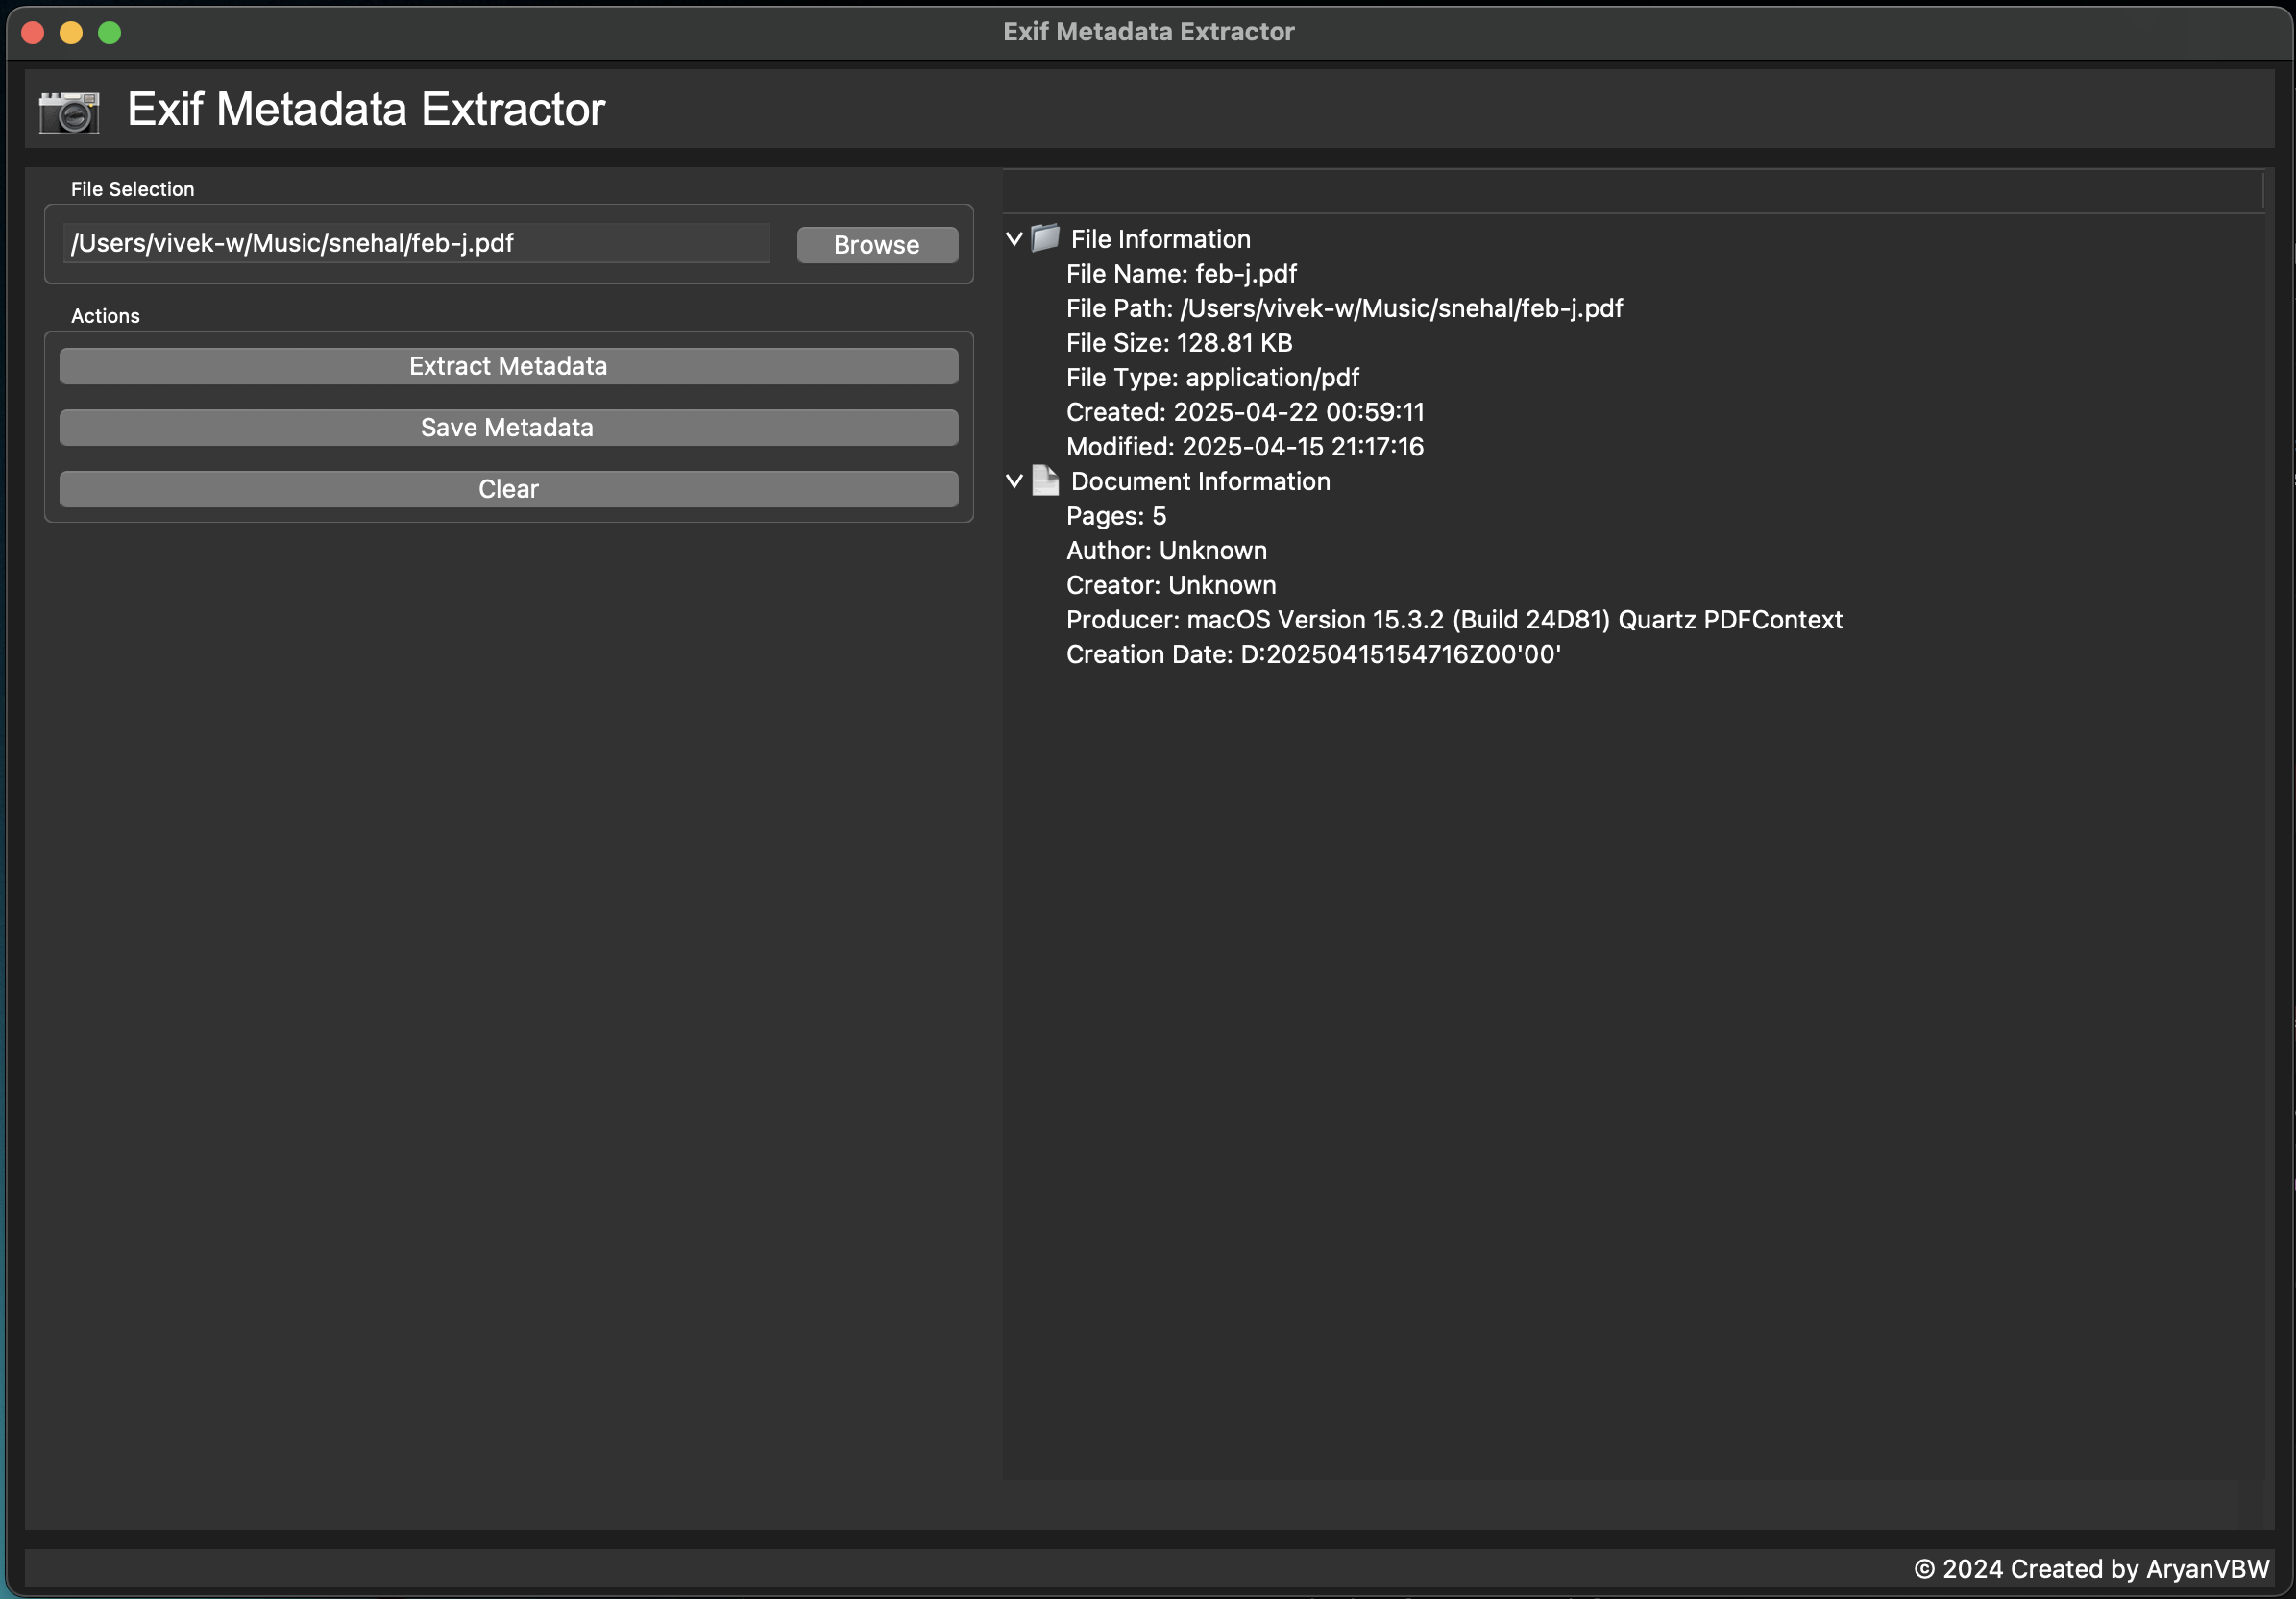 Exif Metadata Extractor
Exif Metadata Extractor
File Selection
/Users/vivek-w/Music/snehal/feb-j.pdf
Browse
Actions
Extract Metadata
Save Metadata
Clear
File Information
File Name: feb-j.pdf
File Path: /Users/vivek-w/Music/snehal/feb-j.pdf
File Size: 128.81 KB
File Type: application/pdf
Created: 2025-04-22 00:59:11
Modified: 2025-04-15 21:17:16
Document Information
Pages: 5
Author: Unknown
Creator: Unknown
Producer: macOS Version 15.3.2 (Build 24D81) Quartz PDFContext
Creation Date: D:20250415154716Z00'00'
© 2024 Created by AryanVBW